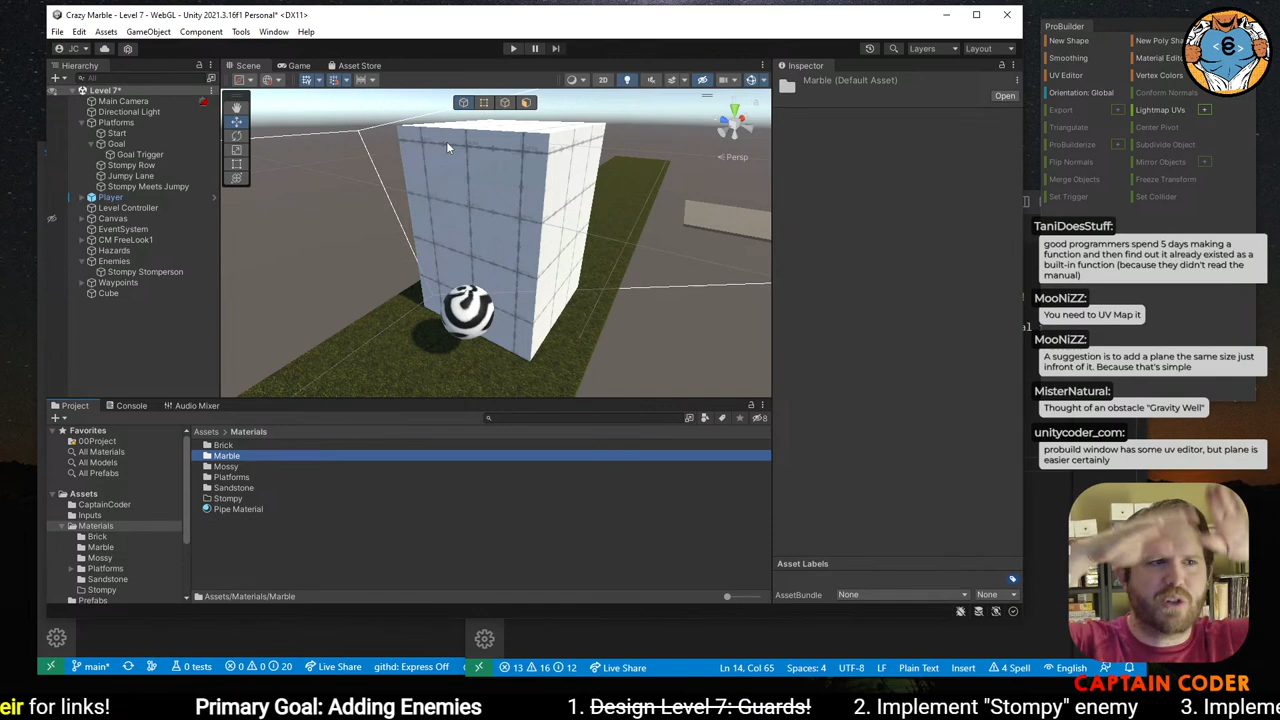 Crazy Marble - Level 7 - WebGL - Unity 2021.3.16f1 Personal* <DX11>
File Edit Assets GameObject Component Tools Window Help
JC
Layers
Layout
Hierarchy
All
Level 7*
Main Camera
Directional Light
Platforms
Start
Goal
Goal Trigger
Stompy Row
Jumpy Lane
Stompy Meets Jumpy
Player
Level Controller
Canvas
EventSystem
CM FreeLook1
Hazards
Enemies
Stompy Stomperson
Waypoints
Cube
Scene
Game
Asset Store
2D
Persp
Inspector
Marble (Default Asset)
Open
Asset Labels
AssetBundle
None
None
Project
Console
Audio Mixer
8
Favorites
00Project
All Materials
All Models
All Prefabs
Assets
CaptainCoder
Inputs
Materials
Brick
Marble
Mossy
Platforms
Sandstone
Stompy
Prefabs
Assets > Materials
Brick
Marble
Mossy
Platforms
Sandstone
Stompy
Pipe Material
Assets/Materials/Marble
ProBuilder
New Shape
New Poly Sha
Smoothing
Material Edit
UV Editor
Vertex Colors
Orientation: Global
Conform Normals
Export
Lightmap UVs
Triangulate
Center Pivot
ProBuilderize
Subdivide Object
Flip Normals
Mirror Objects
Merge Objects
Freeze Transform
Set Trigger
Set Collider
TaniDoesStuff:
good programmers spend 5 days making a
function and then find out it already existed as
a built-in function (because they didn't read the
manual)
MooNiZZ:
You need to UV Map it
MooNiZZ:
A suggestion is to add a plane the same size just
infront of it. Because that's simple
MisterNatural:
Thought of an obstacle "Gravity Well"
unitycoder_com:
probuild window has some uv editor, but plane is
easier certainly
main*
0 tests
0 0 20
Live Share
githd: Express Off
13 16 12
Live Share
Ln 14, Col 65
Spaces: 4
UTF-8
LF
Plain Text
Insert
4 Spell
English
CAPTAIN CODER
eir for links!
Primary Goal: Adding Enemies
1. Design Level 7: Guards!
2. Implement "Stompy" enemy
3. Impleme